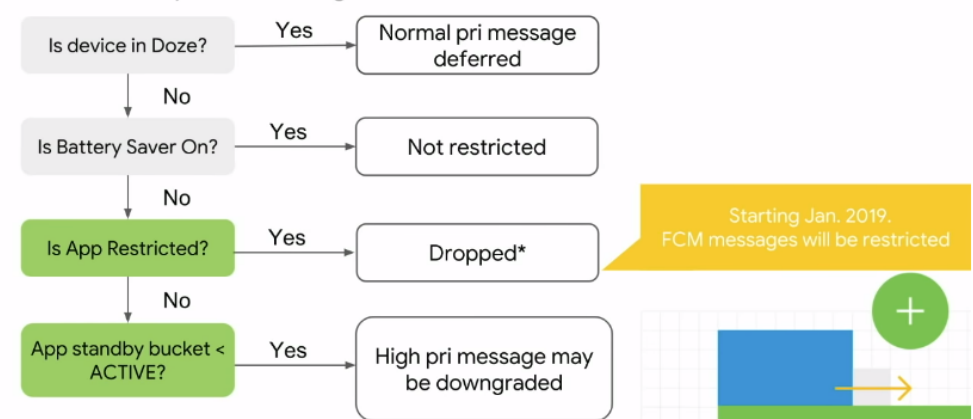 Is device in Doze?
Yes
Normal pri message
deferred
No
Is Battery Saver On?
Yes
Not restricted
No
Is App Restricted?
Yes
Dropped*
Starting Jan. 2019.
FCM messages will be restricted
No
App standby bucket <
ACTIVE?
Yes
High pri message may
be downgraded